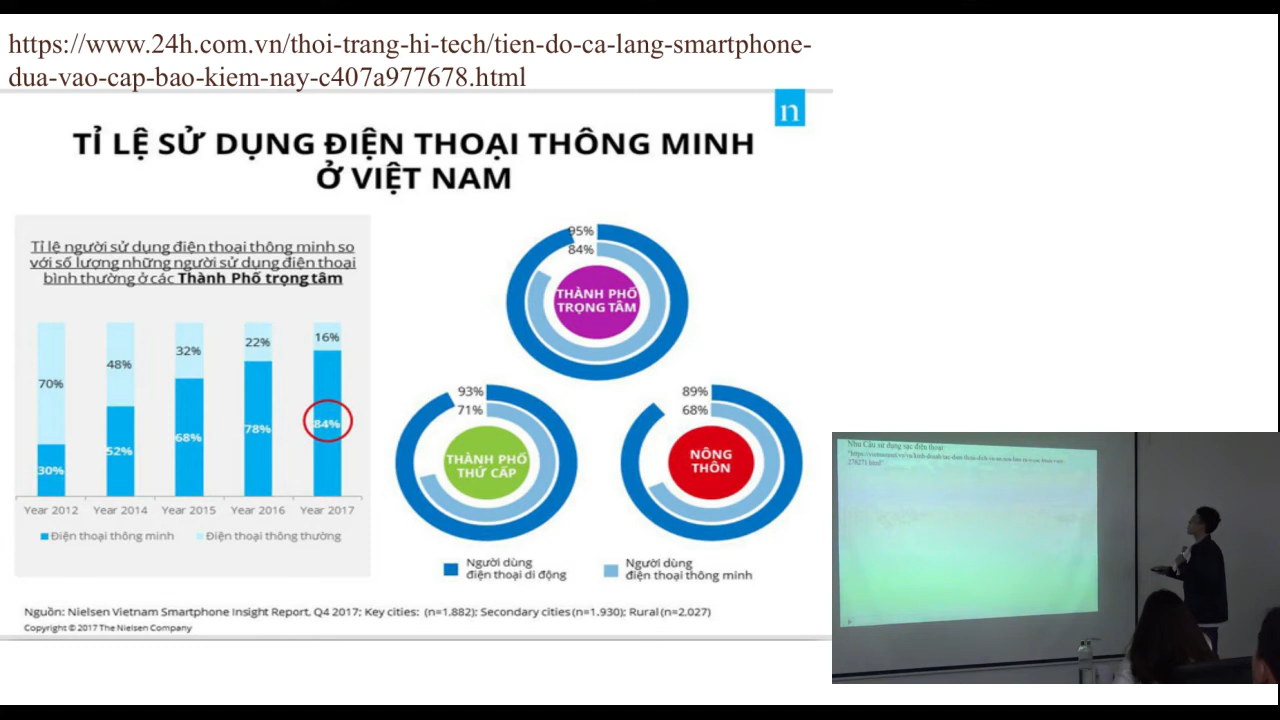 https://www.24h.com.vn/thoi-trang-hi-tech/tien-do-ca-lang-smartphone-
dua-vao-cap-bao-kiem-nay-c407a977678.html
n
TỈ LỆ SỬ DỤNG ĐIỆN THOẠI THÔNG MINH
Ở VIỆT NAM
Tỉ lệ người sử dụng điện thoại thông minh so
với số lượng những người sử dụng điện thoại
bình thường ở các Thành Phố trọng tâm
70%
48%
32%
22%
16%
30%
52%
68%
78%
84%
Year 2012
Year 2014
Year 2015
Year 2016
Year 2017
Điện thoại thông minh
Điện thoại thông thường
95%
84%
THÀNH PHỐ
TRỌNG TÂM
93%
71%
THÀNH PHỐ
THỨ CẤP
89%
68%
NÔNG
THÔN
Người dùng
điện thoại di động
Người dùng
điện thoại thông minh
Nguồn: Nielsen Vietnam Smartphone Insight Report, Q4 2017; Key cities: (n=1.882); Secondary cities (n=1.930); Rural (n=2.027)
Copyright © 2017 The Nielsen Company
Nhu Cầu sử dụng sạc điện thoại: